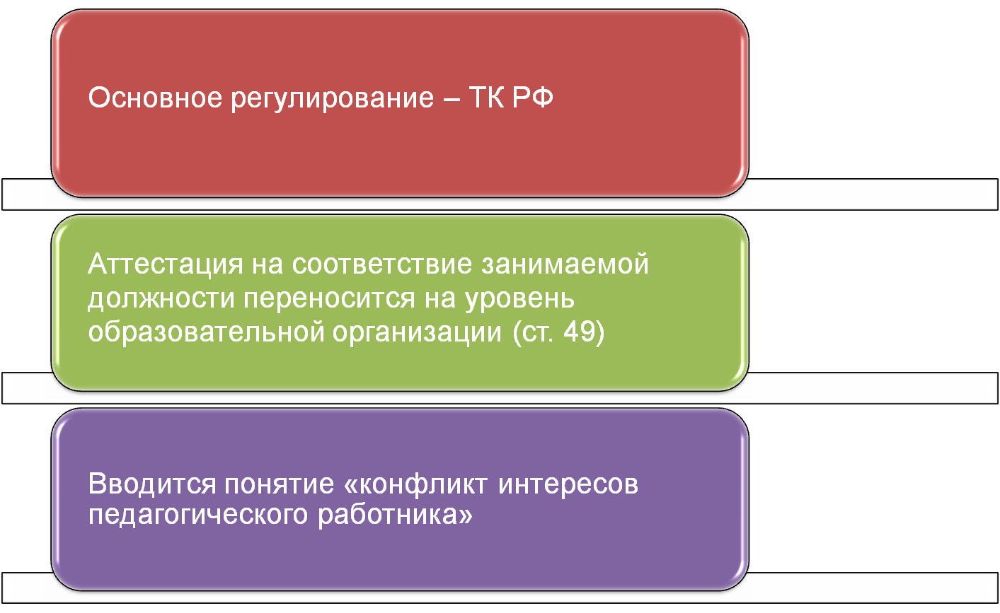 Основное регулирование – ТК РФ
Аттестация на соответствие занимаемой
должности переносится на уровень
образовательной организации (ст. 49)
Вводится понятие «конфликт интересов
педагогического работника»